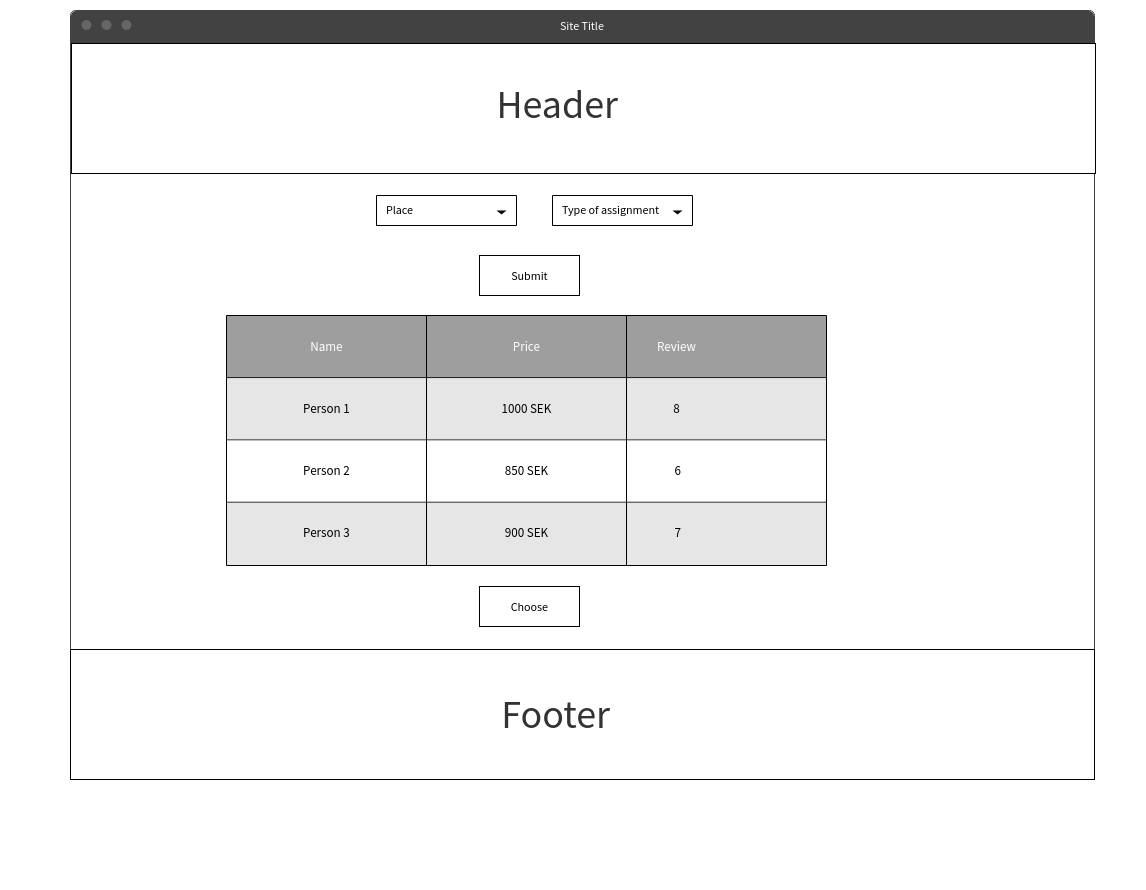 Site Title
Header
Place
Type of assignment
Submit
Name Price Review
Person 1 1000 SEK 8
Person 2 850 SEK 6
Person 3 900 SEK 7
Choose
Footer